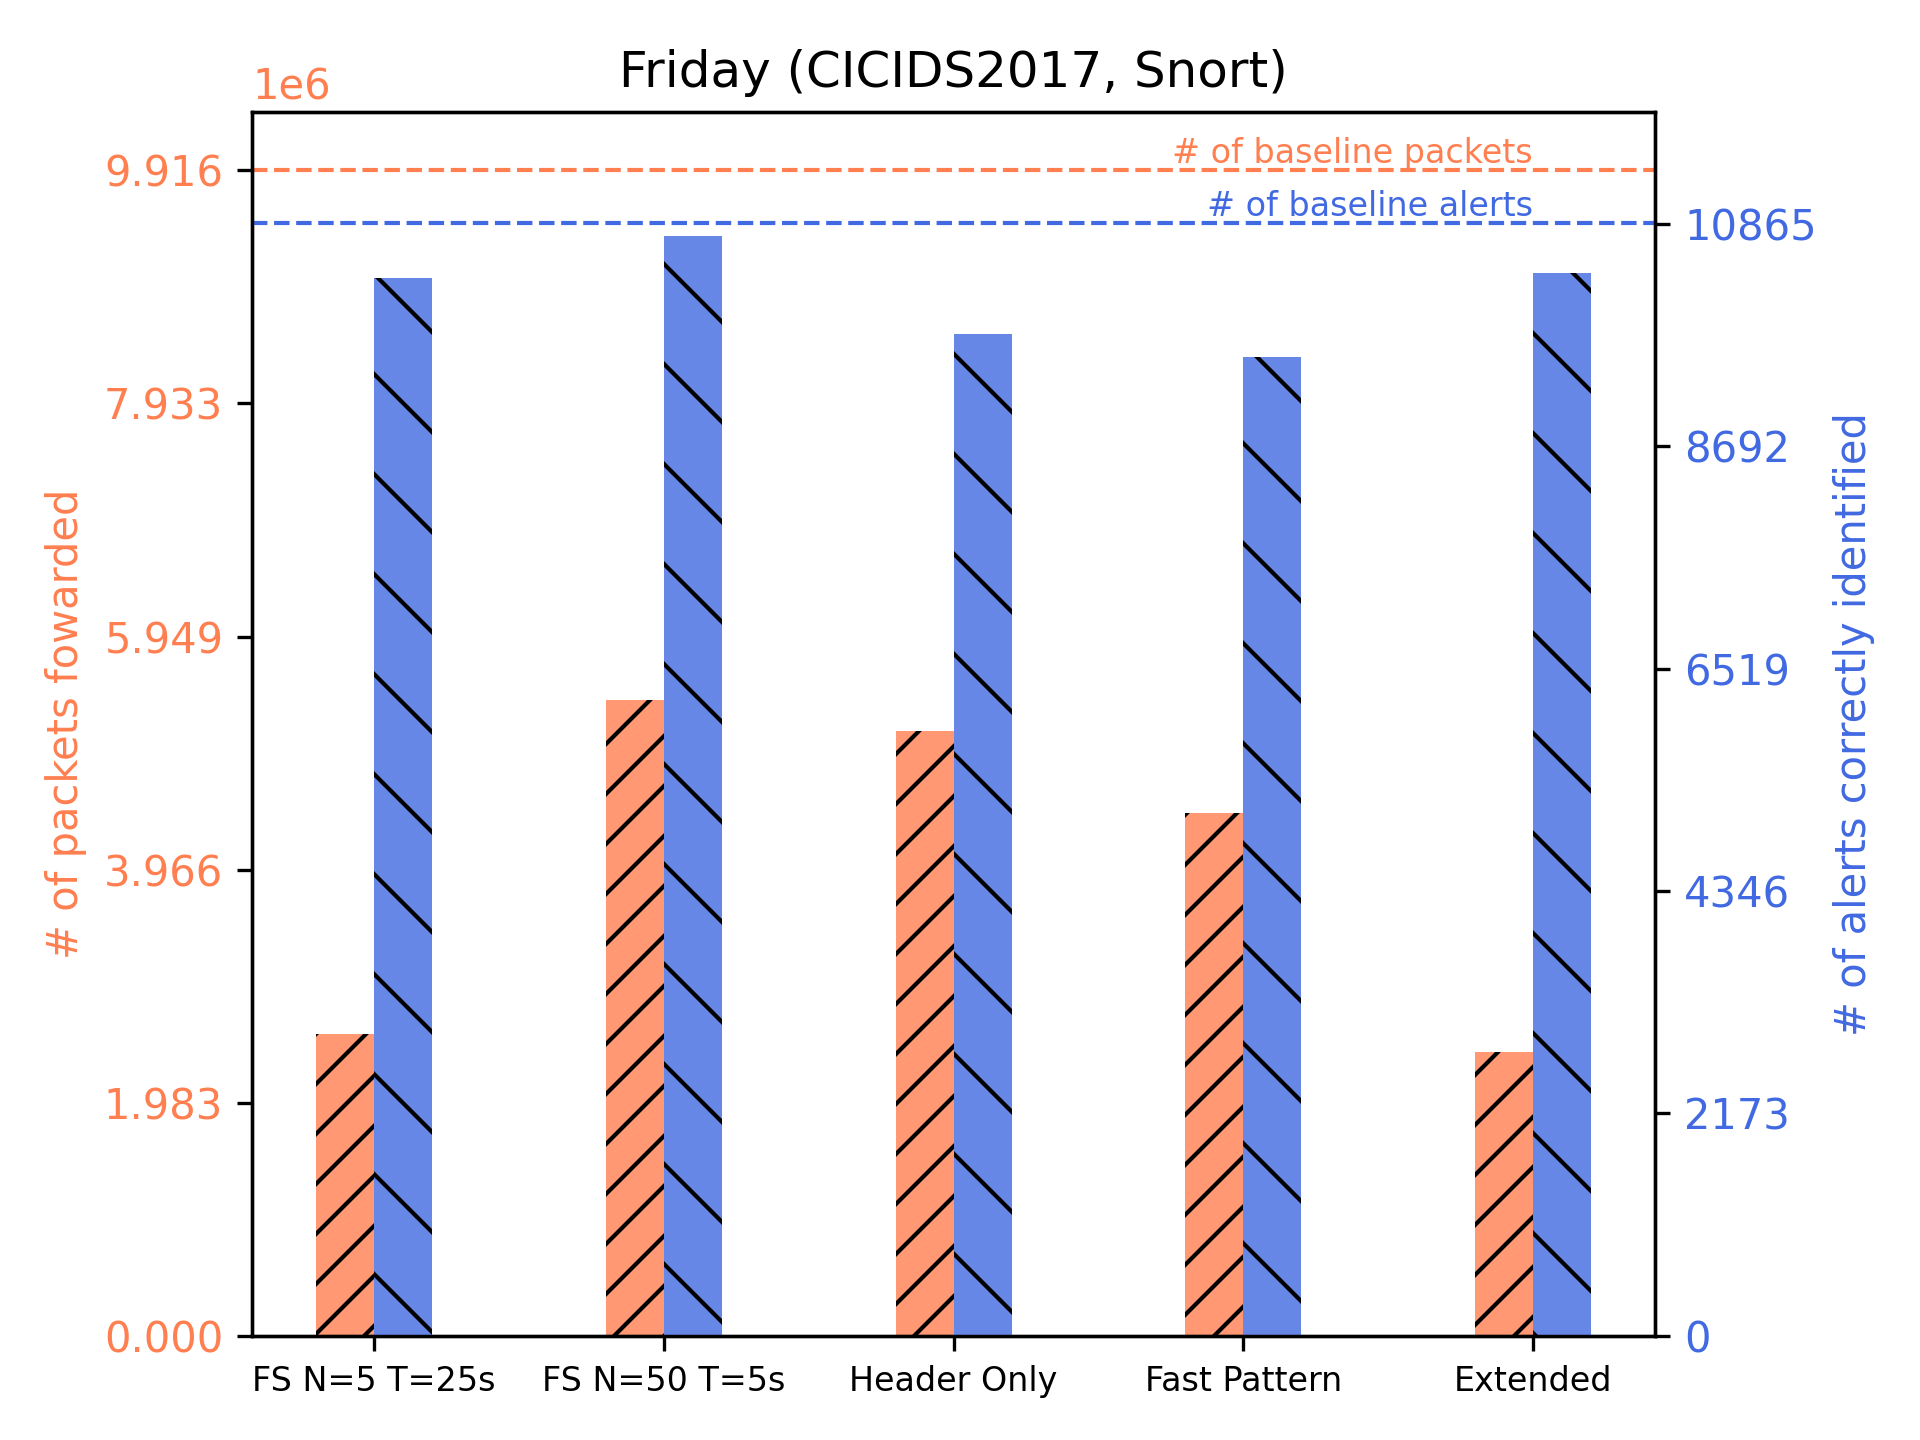 Friday (CICIDS2017, Snort)
1e6
# of baseline packets
# of baseline alerts
9.916
7.933
5.949
3.966
1.983
0.000
# of packets fowarded
10865
8692
6519
4346
2173
0
# of alerts correctly identified
FS N=5 T=25s
FS N=50 T=5s
Header Only
Fast Pattern
Extended